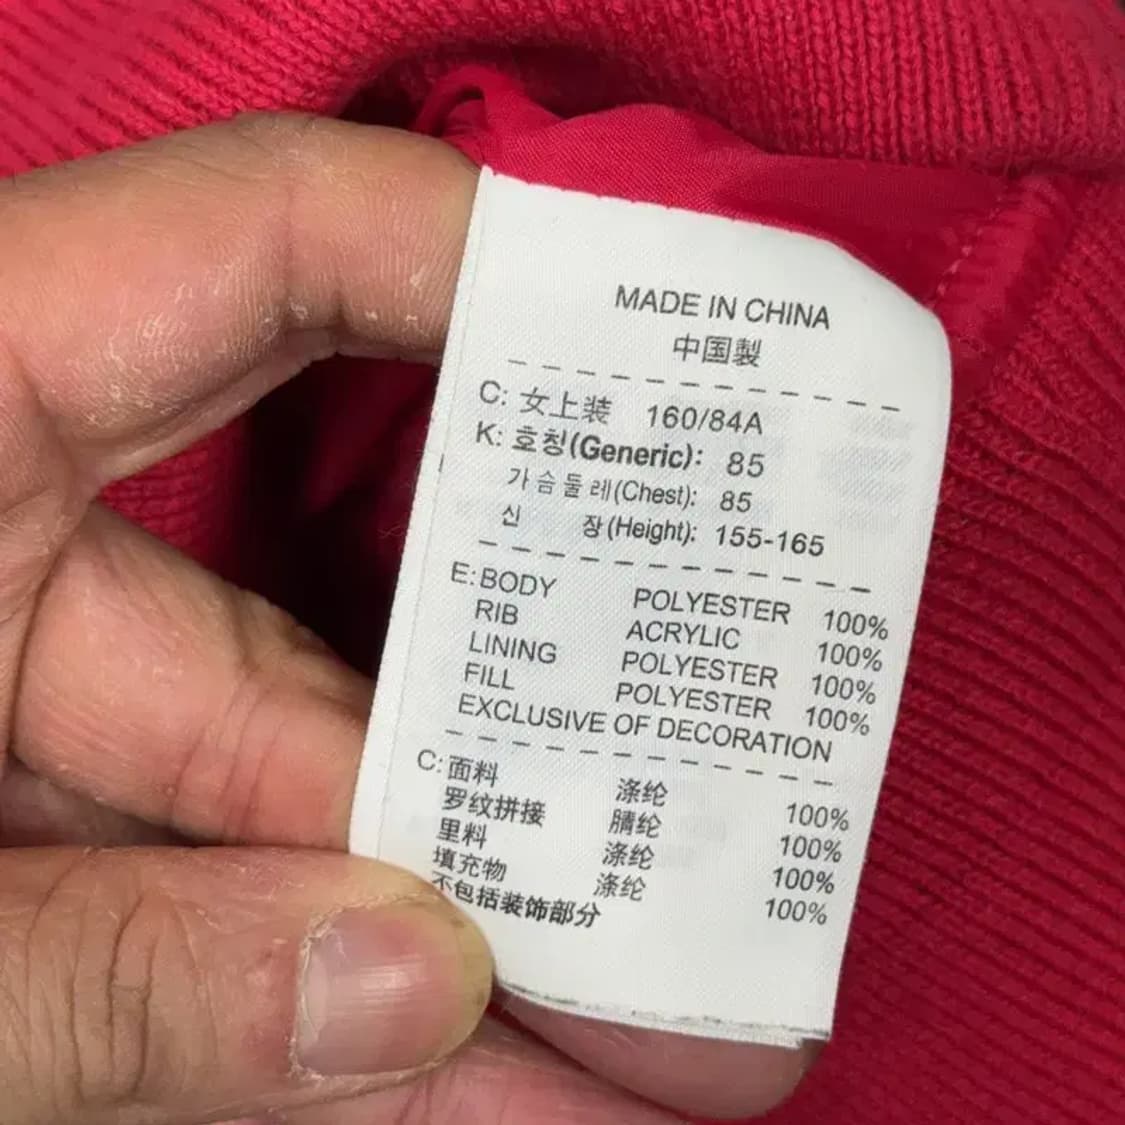 MADE IN CHINA
中国製
C: 女上装 160/84A
K: 호칭(Generic): 85
가슴둘레(Chest): 85
신 장(Height): 155-165
E: BODY POLYESTER 100%
RIB ACRYLIC 100%
LINING POLYESTER 100%
FILL POLYESTER 100%
EXCLUSIVE OF DECORATION
C: 面料 涤纶 100%
罗纹拼接 腈纶 100%
里料 涤纶 100%
填充物 涤纶 100%
不包括装饰部分